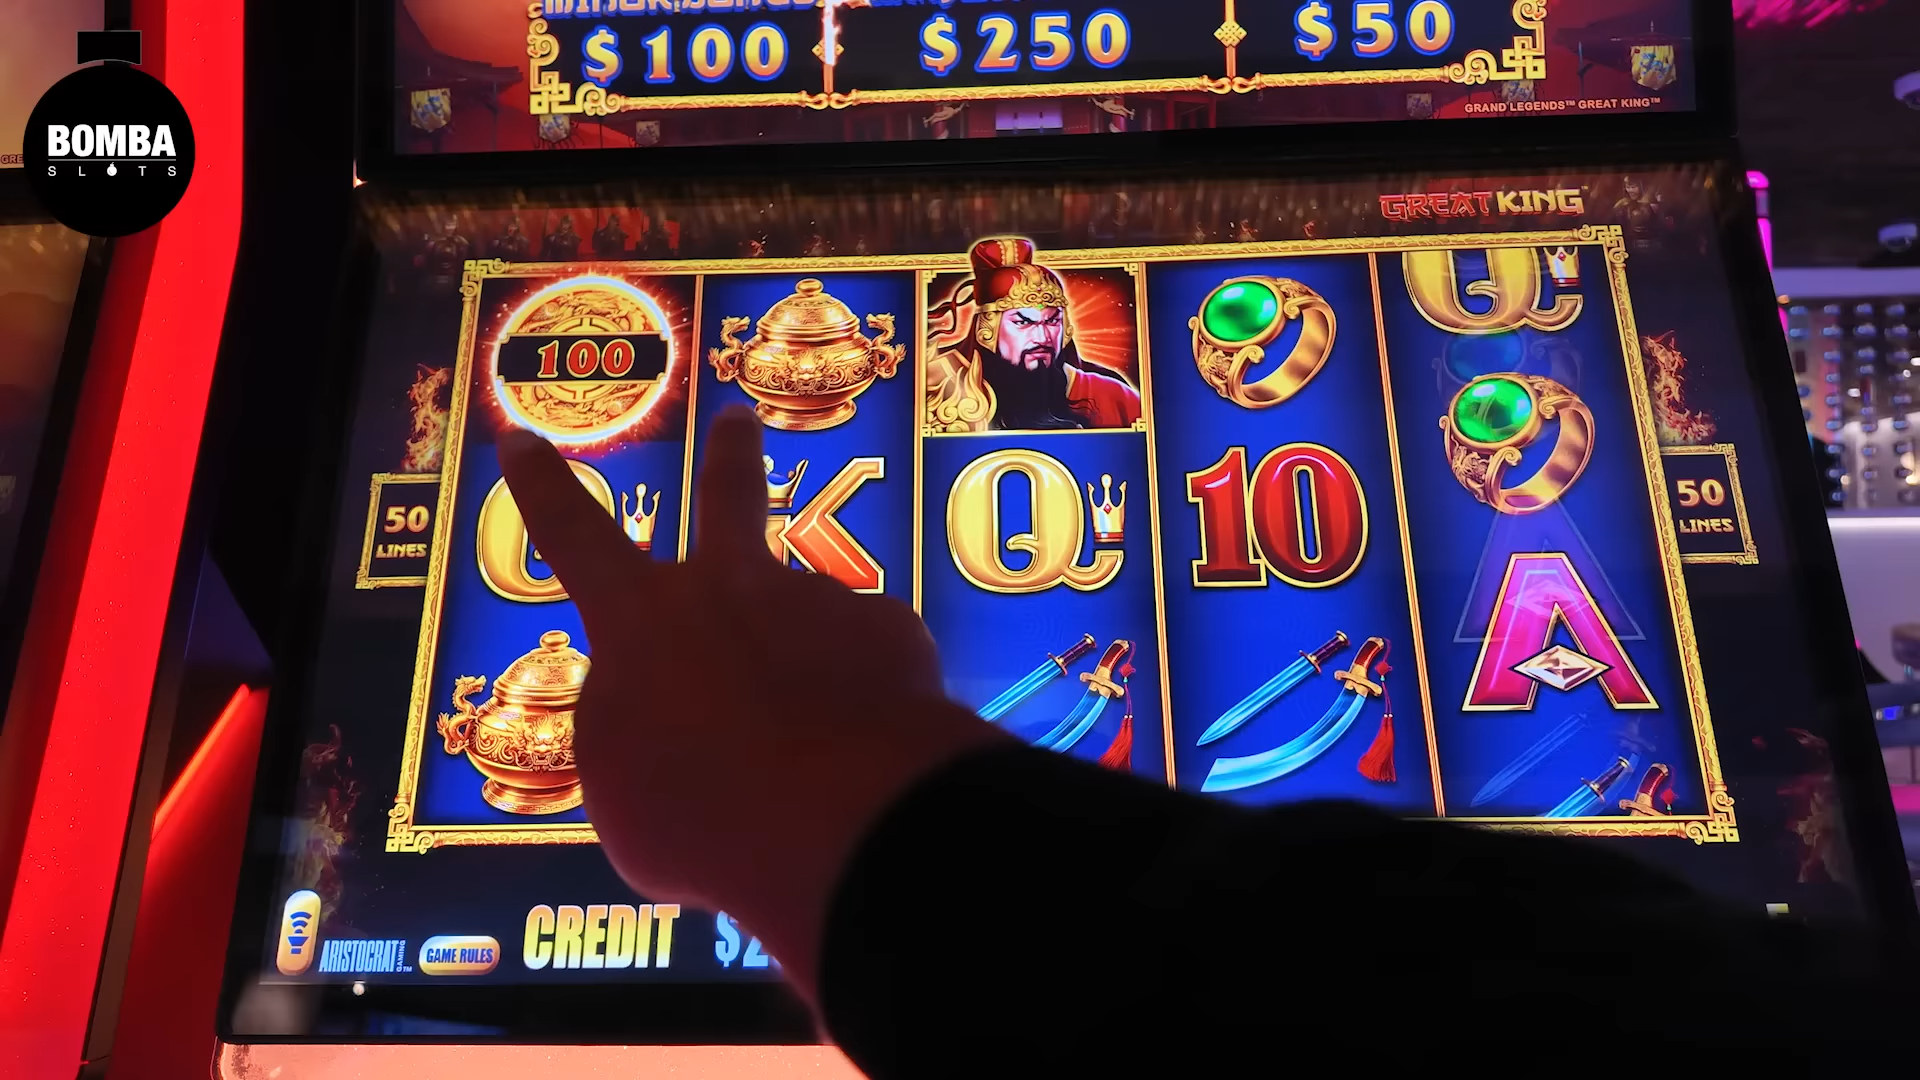 $100 $250 $50
GRAND LEGENDS™ GREAT KING™
BOMBA
SLOTS
GREAT KING
100
Q
K
Q
10
Q
A
50
LINES
50
LINES
ARISTOCRAT
GAMING™
GAME RULES
CREDIT